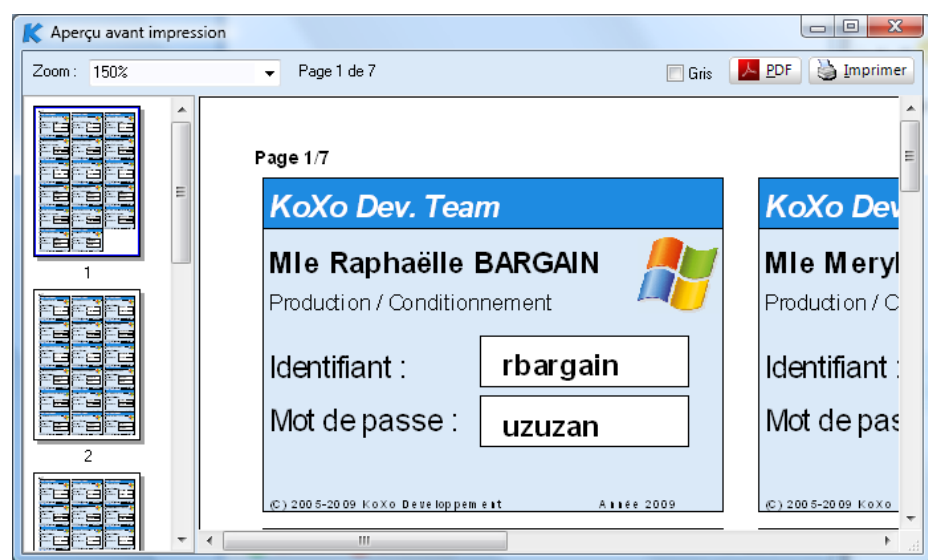 Aperçu avant impression
Zoom : 150% Page 1 de 7 Gris PDF Imprimer
1
2
Page 1/7
KoXo Dev. Team
Mle Raphaëlle BARGAIN
Production / Conditionnement
Identifiant : rbargain
Mot de passe : uzuzan
(C) 2005-2009 KoXo Developpement Année 2009
KoXo Dev
Mle Meryl
Production / C
Identifiant :
Mot de pas
(C) 2005-2009 KoXo